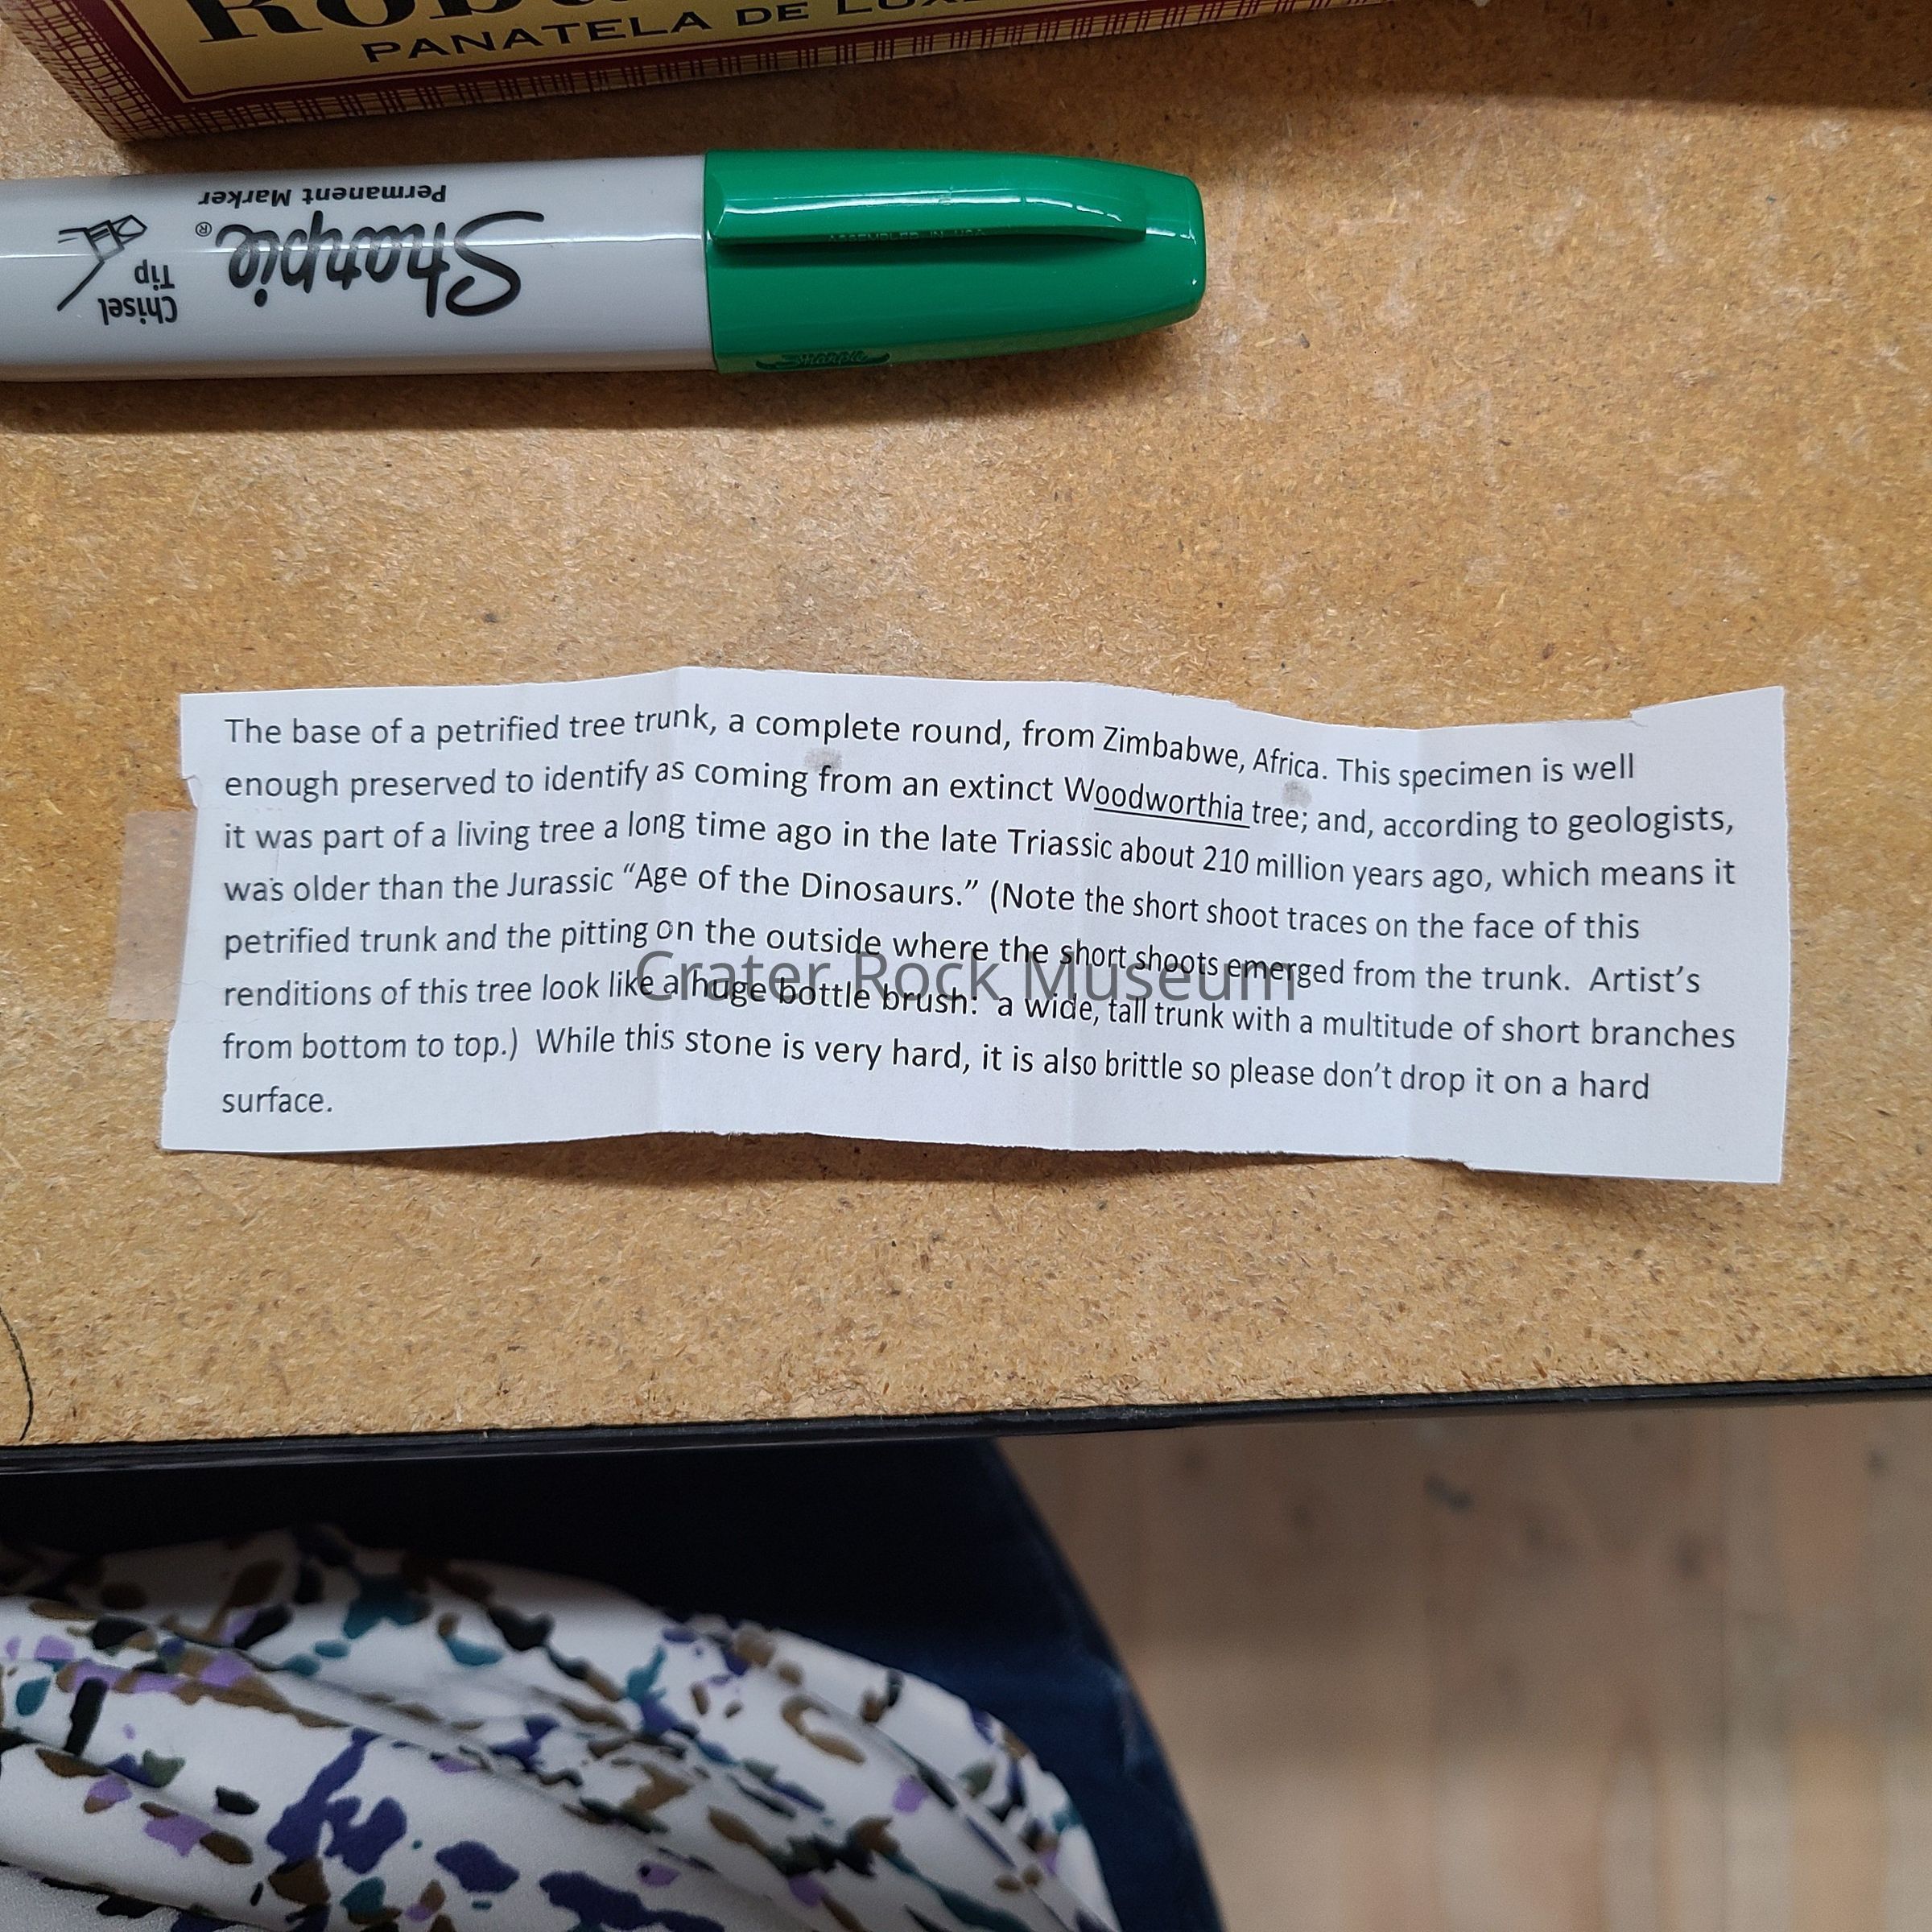 PANATELA DE
Permanent Marker
Sharpie®
Chisel
Tip
The base of a petrified tree trunk, a complete round, from Zimbabwe, Africa. This specimen is well
enough preserved to identify as coming from an extinct Woodworthia tree; and, according to geologists,
it was part of a living tree a long time ago in the late Triassic about 210 million years ago, which means it
was older than the Jurassic “Age of the Dinosaurs.” (Note the short shoot traces on the face of this
petrified trunk and the pitting on the outside where the short shoots emerged from the trunk. Artist’s
renditions of this tree look like a huge bottle brush: a wide, tall trunk with a multitude of short branches
from bottom to top.) While this stone is very hard, it is also brittle so please don’t drop it on a hard
surface.
Crater Rock Museum